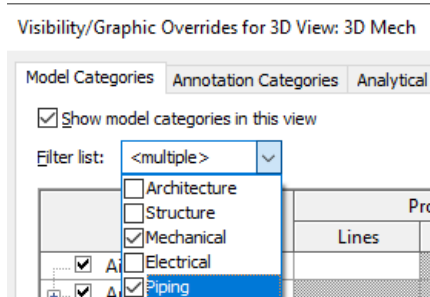 Visibility/Graphic Overrides for 3D View: 3D Mech
Model Categories Annotation Categories Analytical
Show model categories in this view
Filter list: <multiple>
Architecture
Structure
Mechanical
Electrical
Piping
Lines